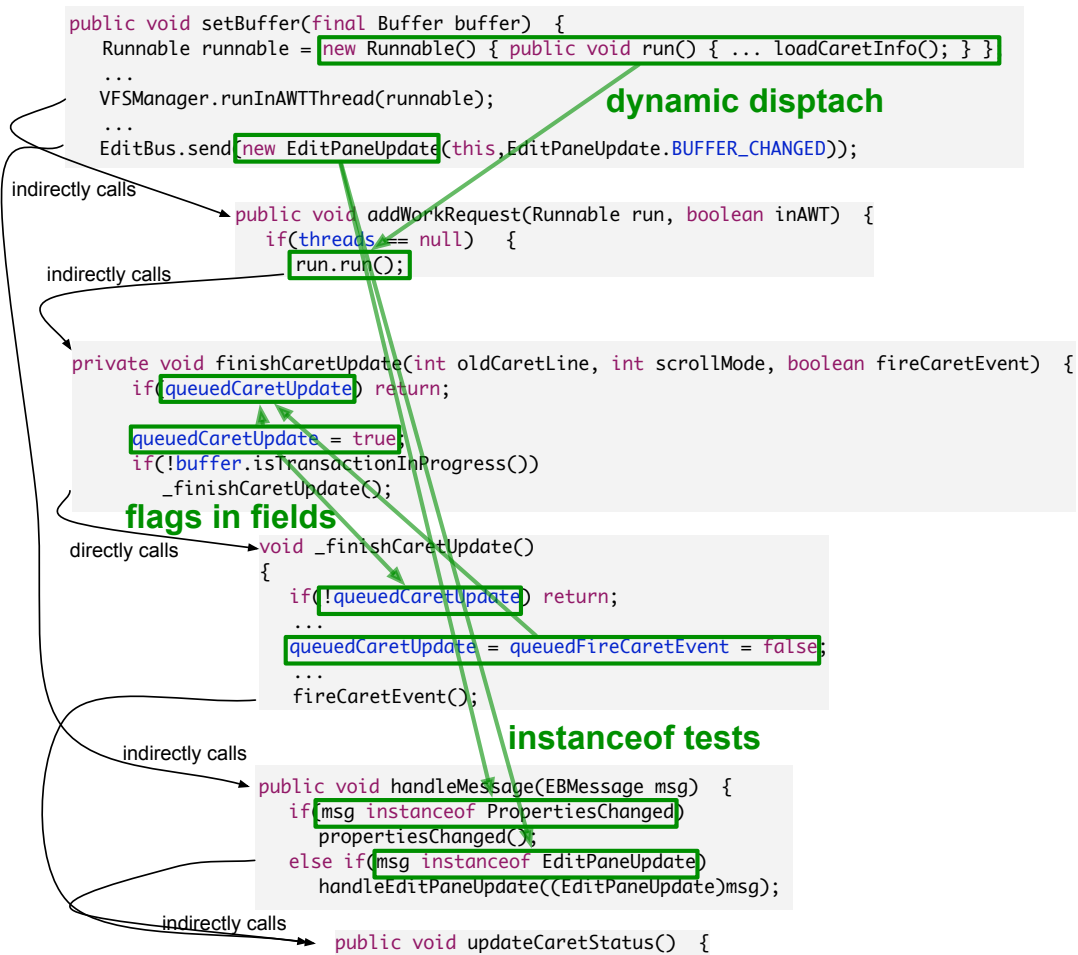 public void setBuffer(final Buffer buffer)  {
Runnable runnable = new Runnable() { public void run() { ... loadCaretInfo(); } }
...
dynamic disptach
VFSManager.runInAWTThread(runnable);
...
EditBus.send(new EditPaneUpdate(this,EditPaneUpdate.BUFFER_CHANGED));
indirectly calls
public void addWorkRequest(Runnable run, boolean inAWT)  {
if(threads == null)   {
indirectly calls
run.run();
private void finishCaretUpdate(int oldCaretLine, int scrollMode, boolean fireCaretEvent)  {
if(queuedCaretUpdate) return;
queuedCaretUpdate = true;
if(!buffer.isTransactionInProgress())
_finishCaretUpdate();
flags in fields
directly calls
void _finishCaretUpdate()
{
if(!queuedCaretUpdate) return;
...
queuedCaretUpdate = queuedFireCaretEvent = false;
...
fireCaretEvent();
instanceof tests
indirectly calls
public void handleMessage(EBMessage msg)  {
if(msg instanceof PropertiesChanged)
propertiesChanged();
else if(msg instanceof EditPaneUpdate)
handleEditPaneUpdate((EditPaneUpdate)msg);
indirectly calls
public void updateCaretStatus()  {